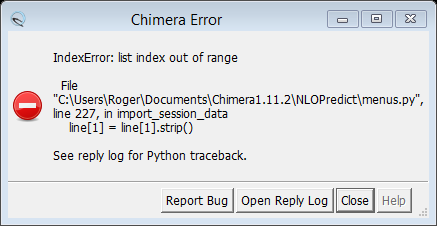 Chimera Error
IndexError: list index out of range
File
"C:\Users\Roger\Documents\Chimera1.11.2\NLOPredict\menus.py",
line 227, in import_session_data
line[1] = line[1].strip()
See reply log for Python traceback.
Report Bug
Open Reply Log
Close
Help